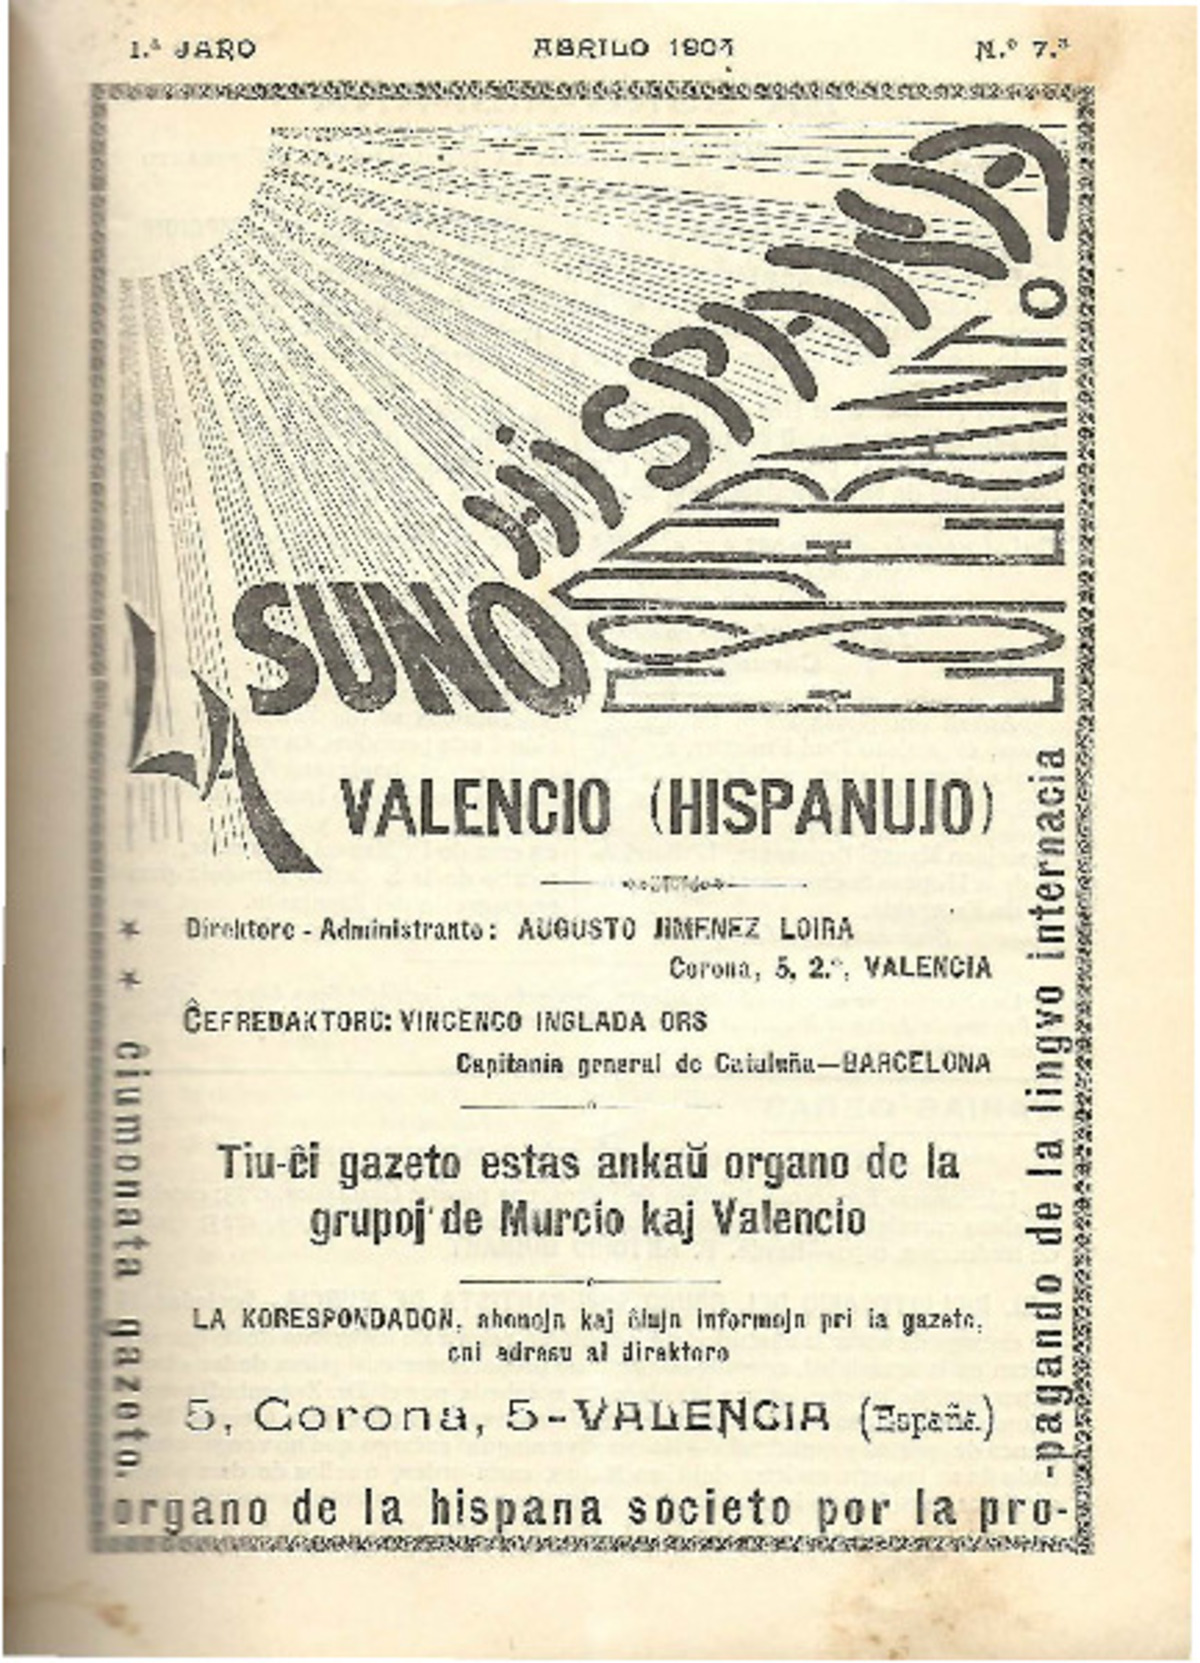 1.ª JARO ABRILO 1904 N.º 7.º
LA SUNO HISPANUJA
ESPERANTO
VALENCIO (HISPANUJO)
Direktoro-Administranto: AUGUSTO JIMENEZ LOIRA
Corona, 5, 2.º, VALENCIA
ĈEFREDAKTORO: VINCENCO INGLADA ORS
Capitania general de Cataluña—BARCELONA
Tiu-ĉi gazeto estas ankaŭ organo de la
grupoj de Murcio kaj Valencio
LA KORESPONDADON, abonojn kaj ĉiujn informojn pri la gazeto,
oni adresu al direktoro
5, Corona, 5-VALENCIA (España)
* * ĉiumonata gazeto,
organo de la hispana societo por la pro-
-pagando de la lingvo internacia